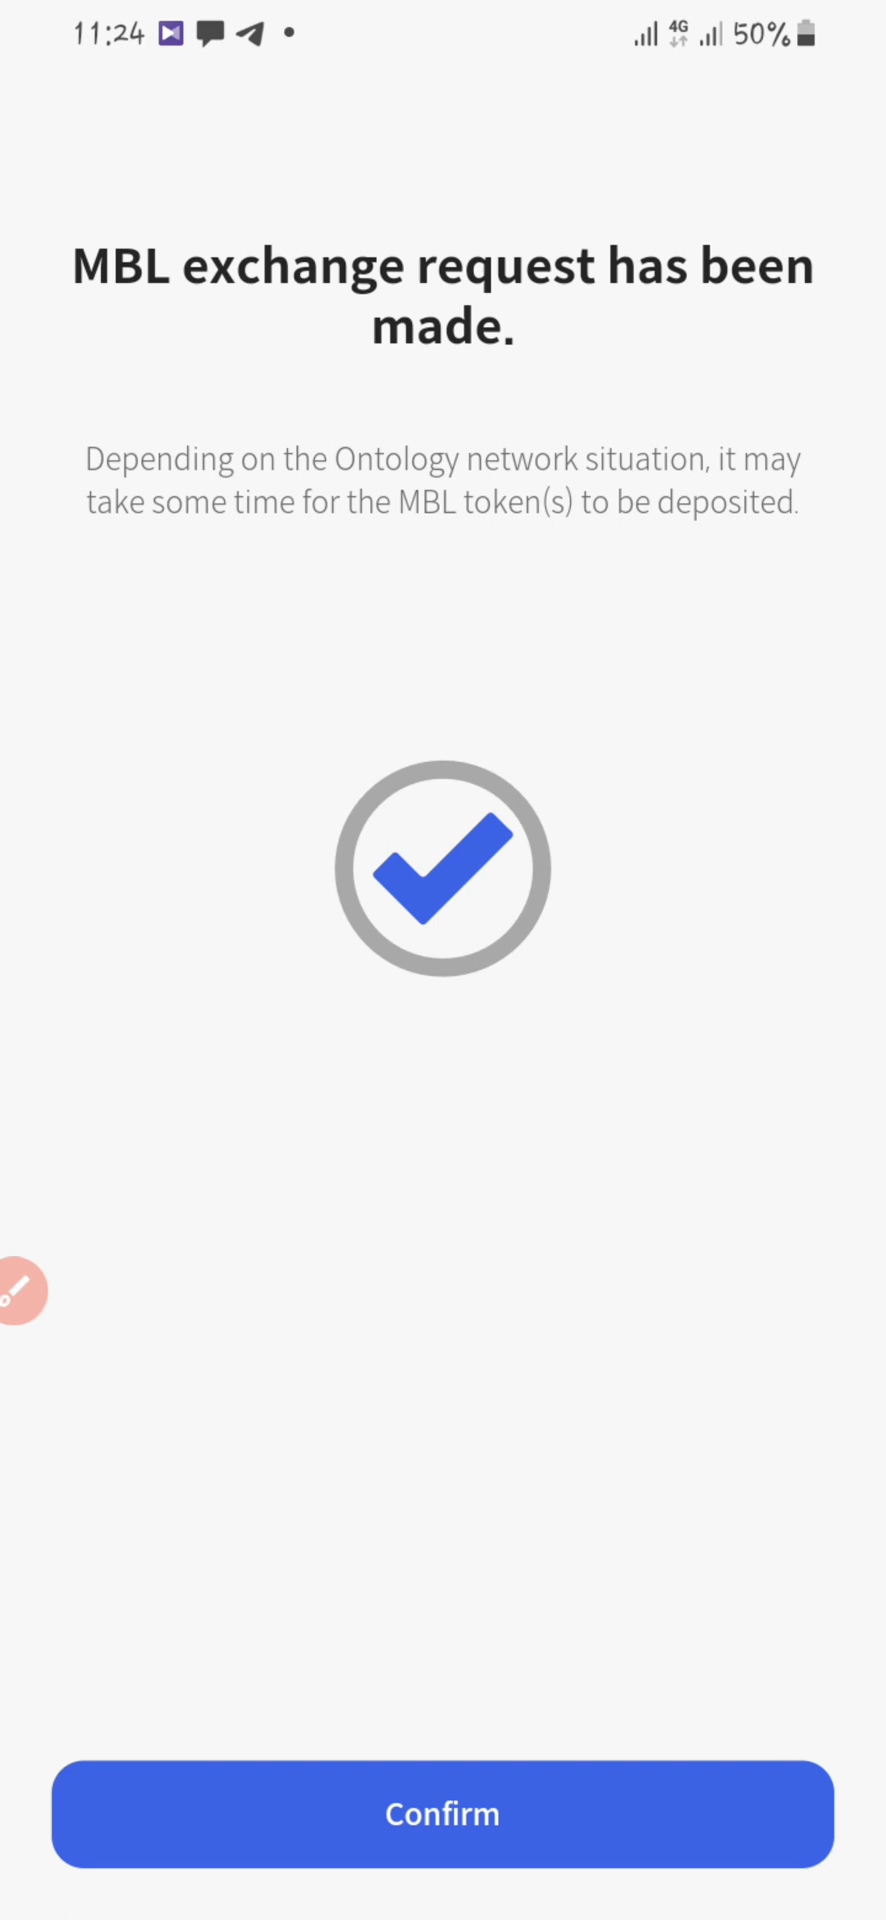 11:24 4G 50%
MBL exchange request has been
made.
Depending on the Ontology network situation, it may
take some time for the MBL token(s) to be deposited.
Confirm